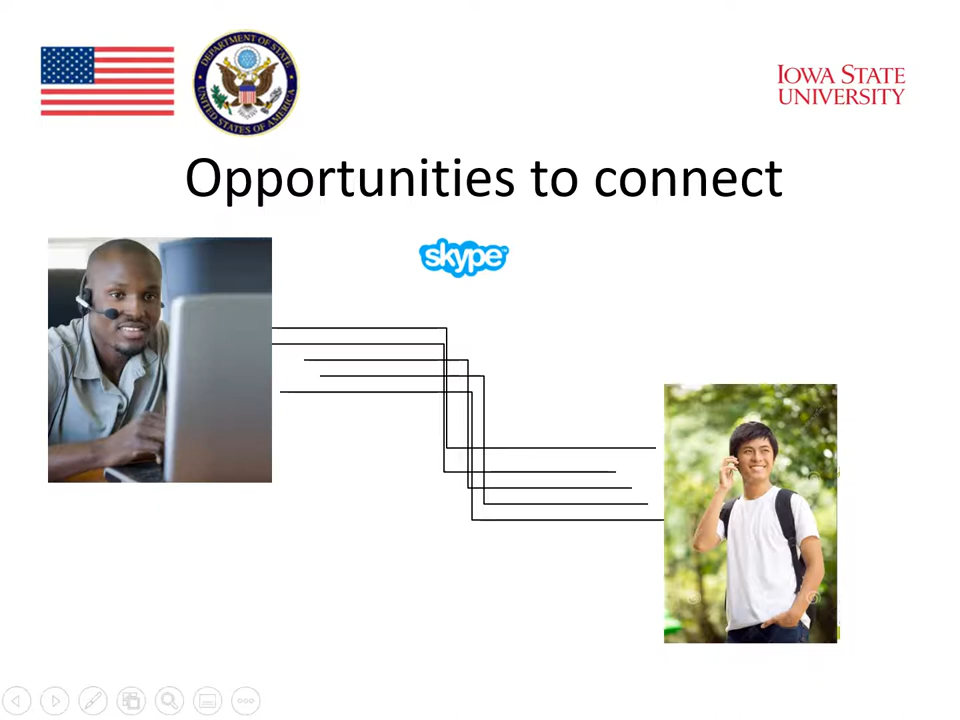 DEPARTMENT OF STATE
UNITED STATES OF AMERICA
IOWA STATE
UNIVERSITY
Opportunities to connect
skype